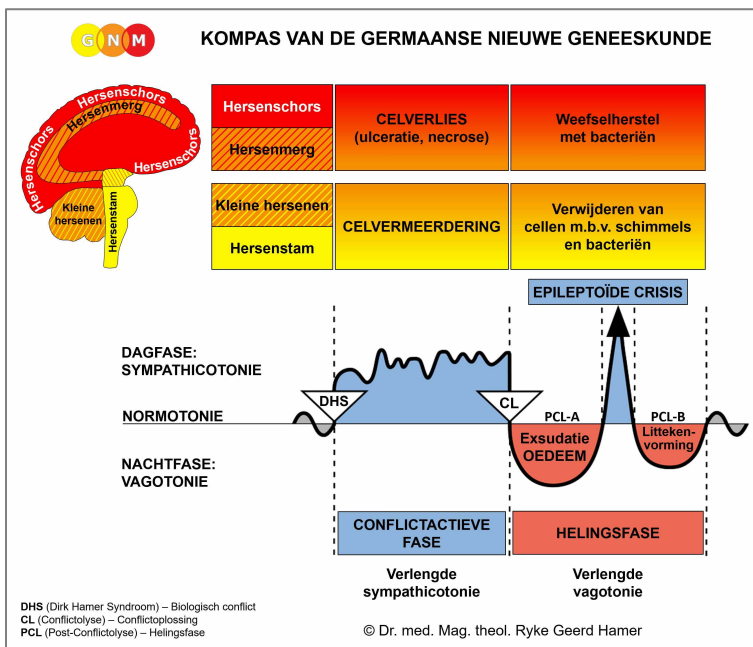 G N M
KOMPAS VAN DE GERMAANSE NIEUWE GENEESKUNDE
Hersenschors
Hersenmerg
Hersenschors
Hersenschors
Kleine
hersenen
Hersenstam
Hersenschors
Hersenmerg
CELVERLIES
(ulceratie, necrose)
Weefselherstel
met bacteriën
Kleine hersenen
Hersenstam
CELVERMEERDERING
Verwijderen van
cellen m.b.v. schimmels
en bacteriën
EPILEPTOÏDE CRISIS
DAGFASE:
SYMPATHICOTONIE
DHS
CL
NORMOTONIE
PCL-A
PCL-B
Exsudatie
OEDEEM
Litteken-
vorming
NACHTFASE:
VAGOTONIE
CONFLICTACTIEVE
FASE
HELINGSFASE
Verlengde
sympathicotonie
Verlengde
vagotonie
DHS (Dirk Hamer Syndroom) – Biologisch conflict
CL (Conflictolyse) – Conflictoplossing
PCL (Post-Conflictolyse) – Helingsfase
© Dr. med. Mag. theol. Ryke Geerd Hamer